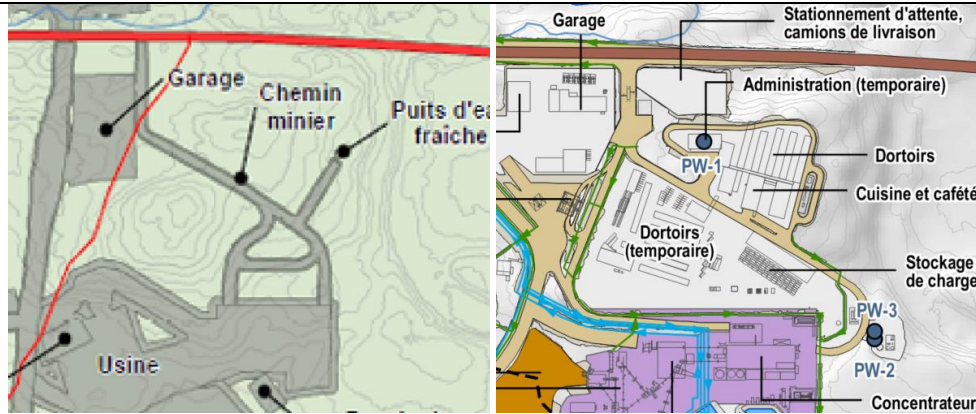 Garage
Chemin
minier
Puits d'ea
fraîche
Usine
Garage
Stationnement d'attente,
camions de livraison
Administration (temporaire)
PW-1
Dortoirs
Cuisine et cafété
Dortoirs
(temporaire)
Stockage
de charge
PW-3
PW-2
Concentrateur